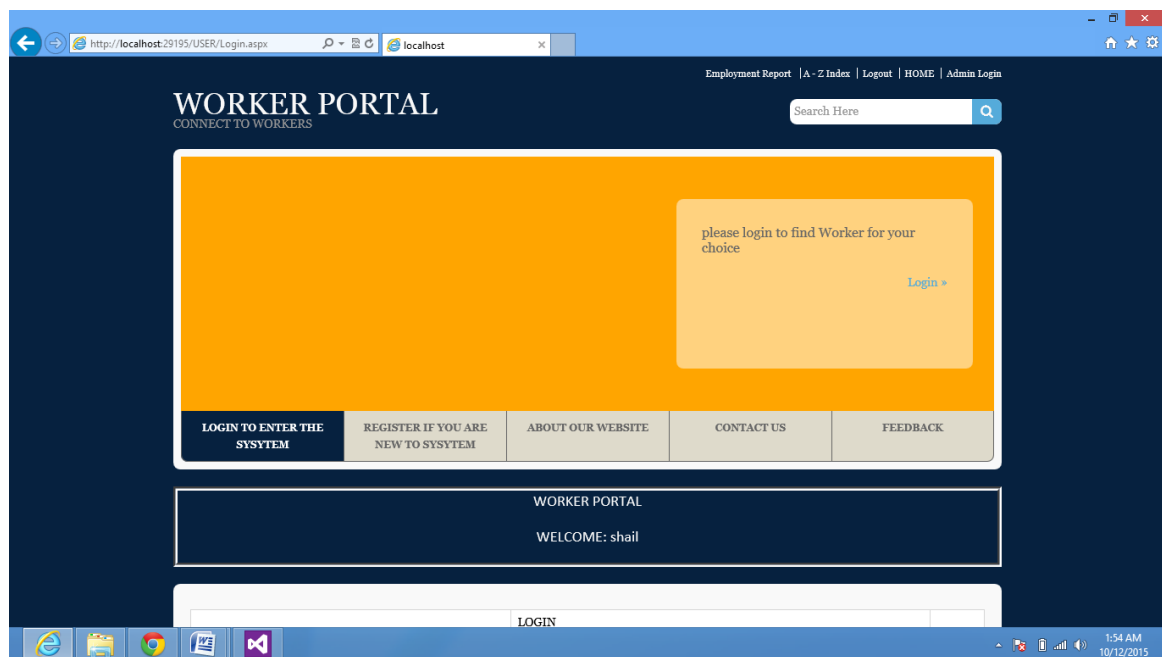 http://localhost:29195/USER/Login.aspx
localhost
Employment Report | A - Z Index | Logout | HOME | Admin Login
WORKER PORTAL
CONNECT TO WORKERS
Search Here
please login to find Worker for your
choice
Login »
LOGIN TO ENTER THE
SYSYTEM
REGISTER IF YOU ARE
NEW TO SYSYTEM
ABOUT OUR WEBSITE
CONTACT US
FEEDBACK
WORKER PORTAL
WELCOME: shail
LOGIN
1:54 AM
10/12/2015